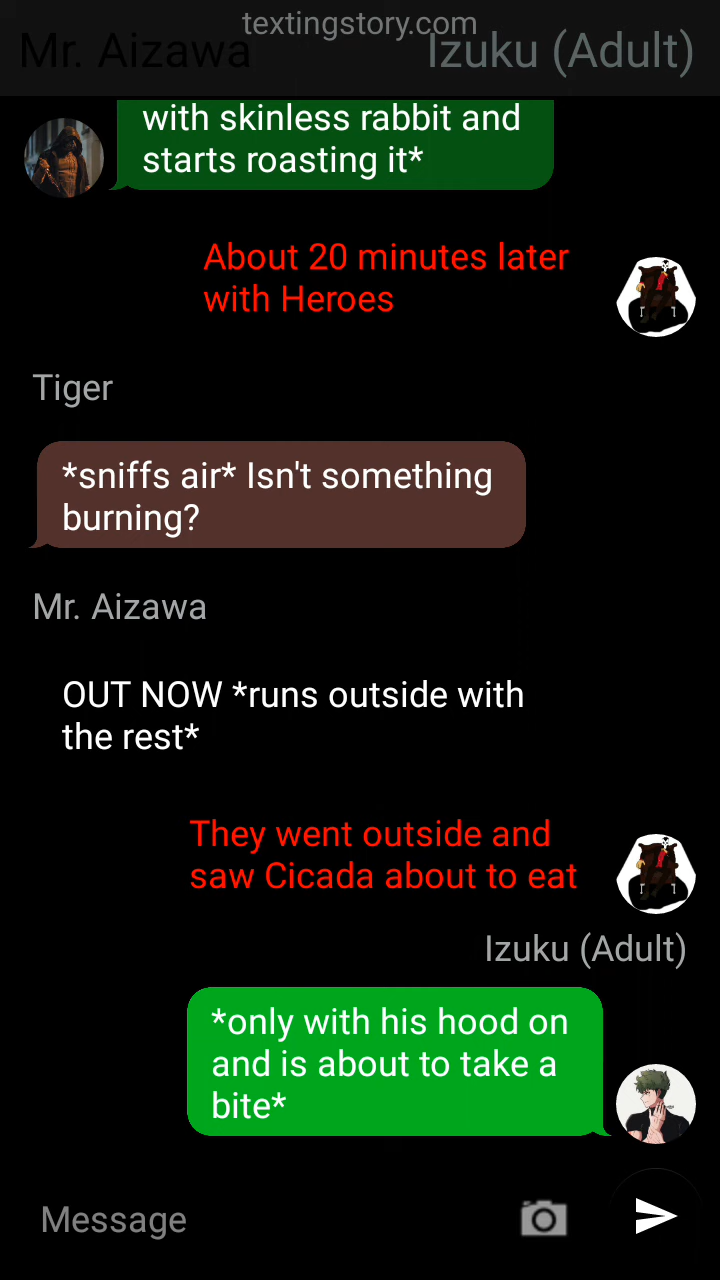 textingstory.com
Mr. Aizawa
Izuku (Adult)
with skinless rabbit and
starts roasting it*
About 20 minutes later
with Heroes
Tiger
*sniffs air* Isn't something
burning?
Mr. Aizawa
OUT NOW *runs outside with
the rest*
They went outside and
saw Cicada about to eat
Izuku (Adult)
*only with his hood on
and is about to take a
bite*
Message